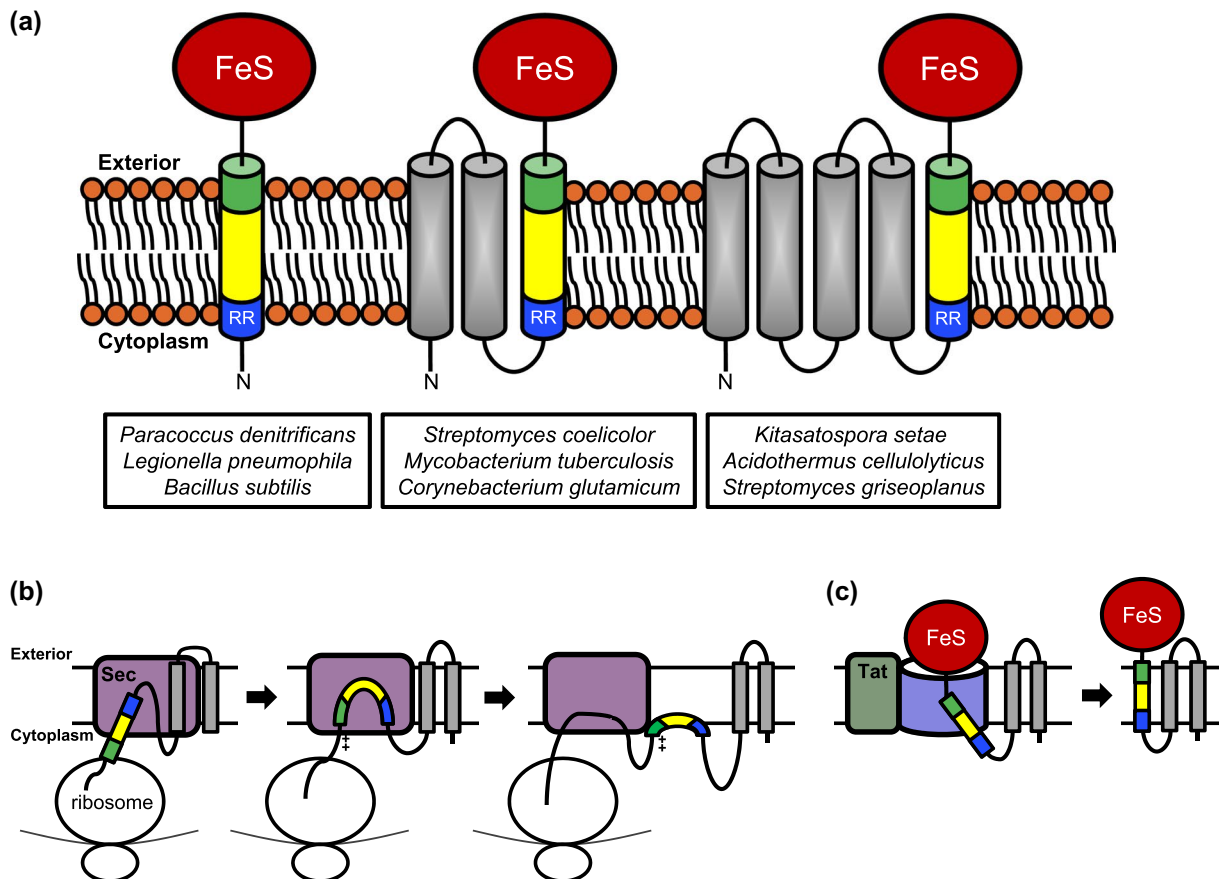 (a)
FeS
FeS
FeS
Exterior
RR
RR
RR
Cytoplasm
N
N
N
Paracoccus denitrificans
Legionella pneumophila
Bacillus subtilis
Streptomyces coelicolor
Mycobacterium tuberculosis
Corynebacterium glutamicum
Kitasatospora setae
Acidothermus cellulolyticus
Streptomyces griseoplanus
(b)
Exterior
Sec
Cytoplasm
ribosome
‡
‡
(c)
FeS
Tat
FeS